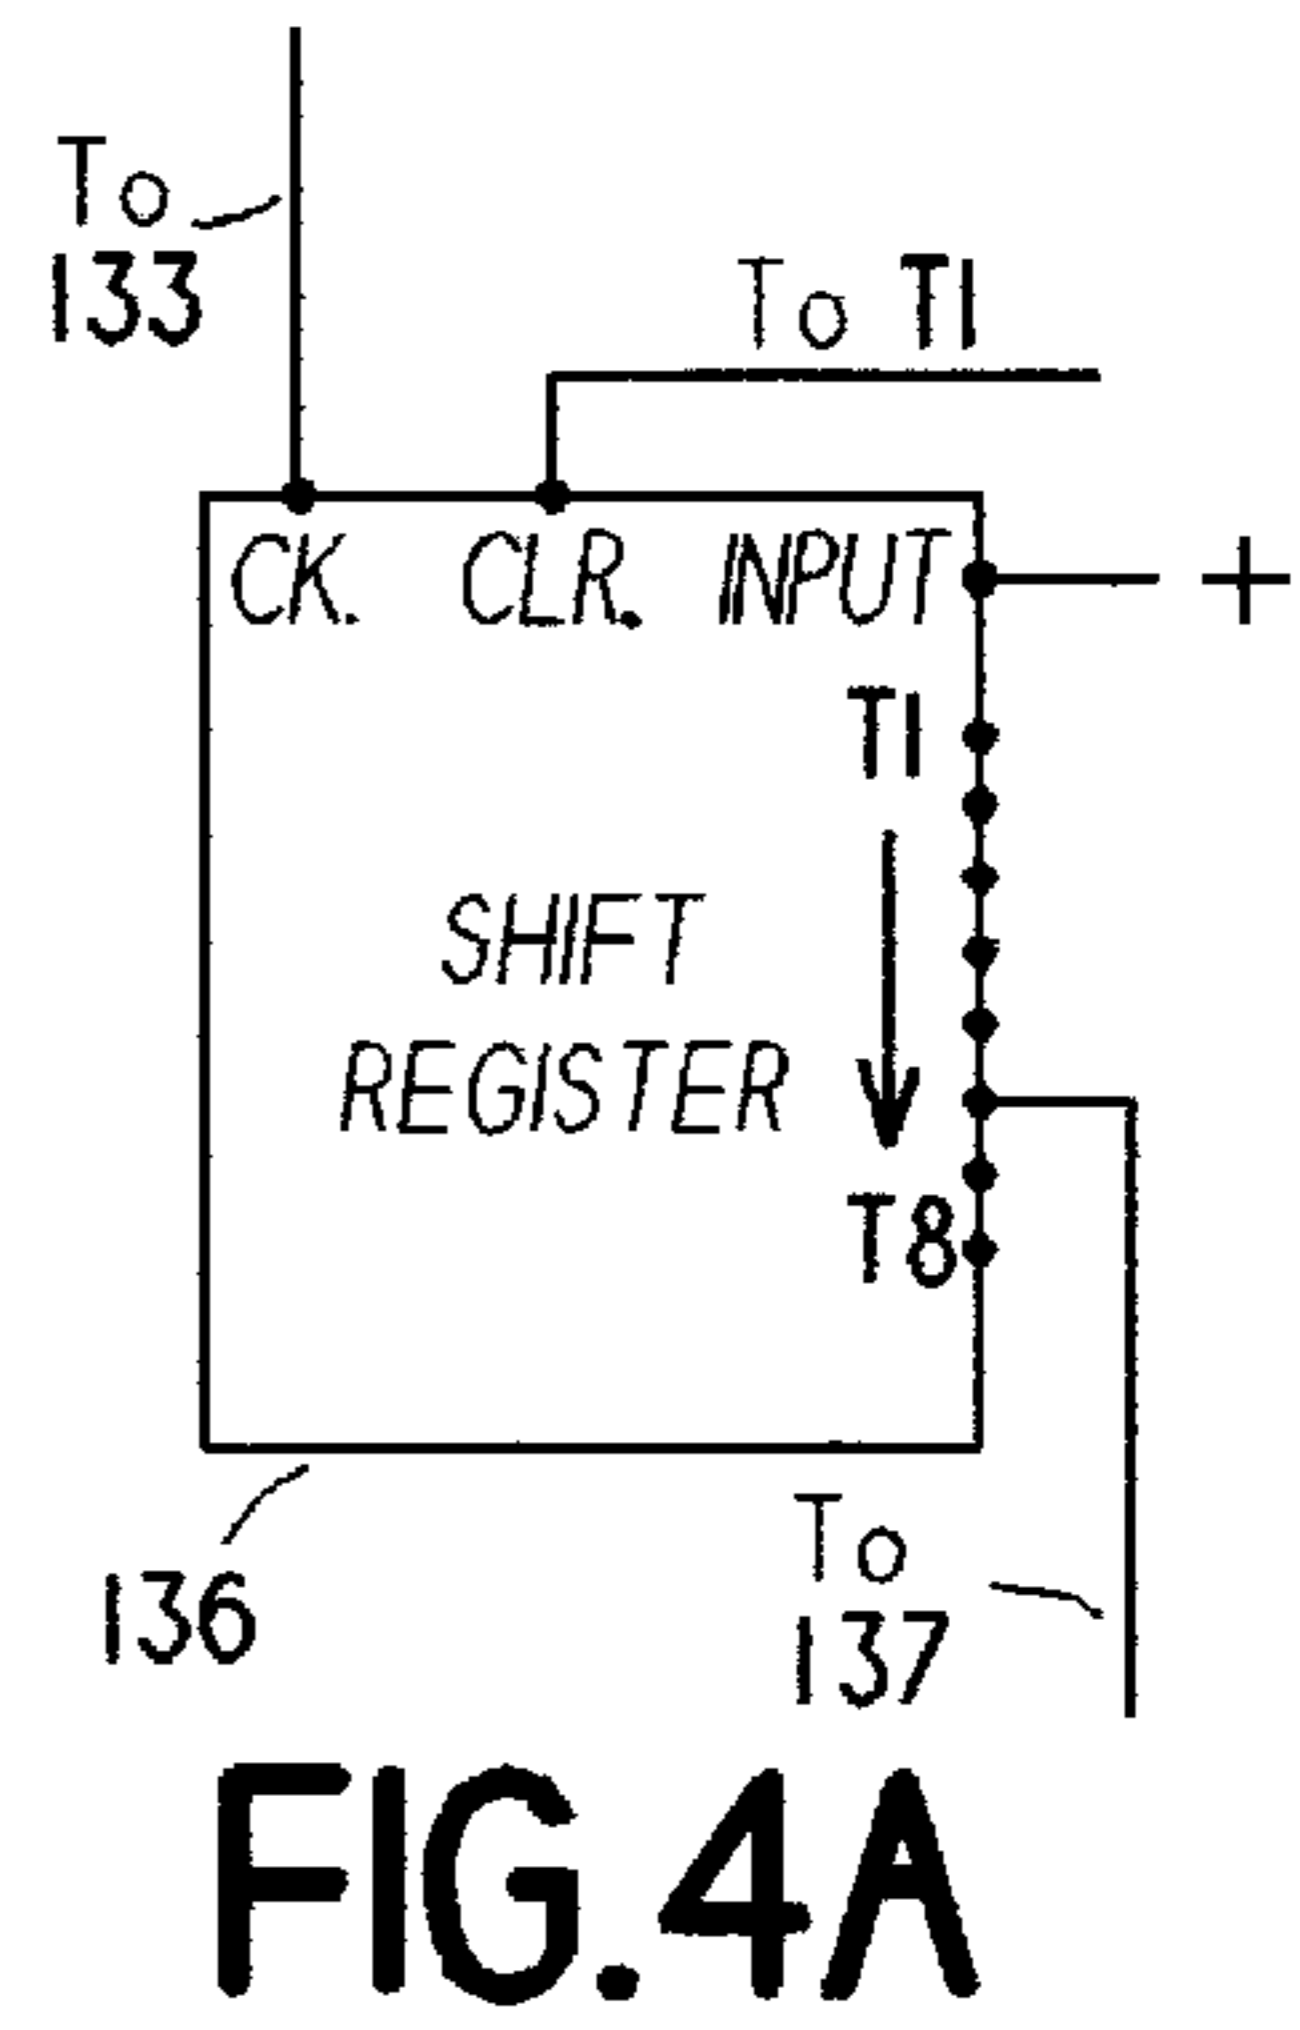 To
133
To T1
CK. CLR. INPUT
+
T1
SHIFT
REGISTER
T8
136
To
137
FIG.4A